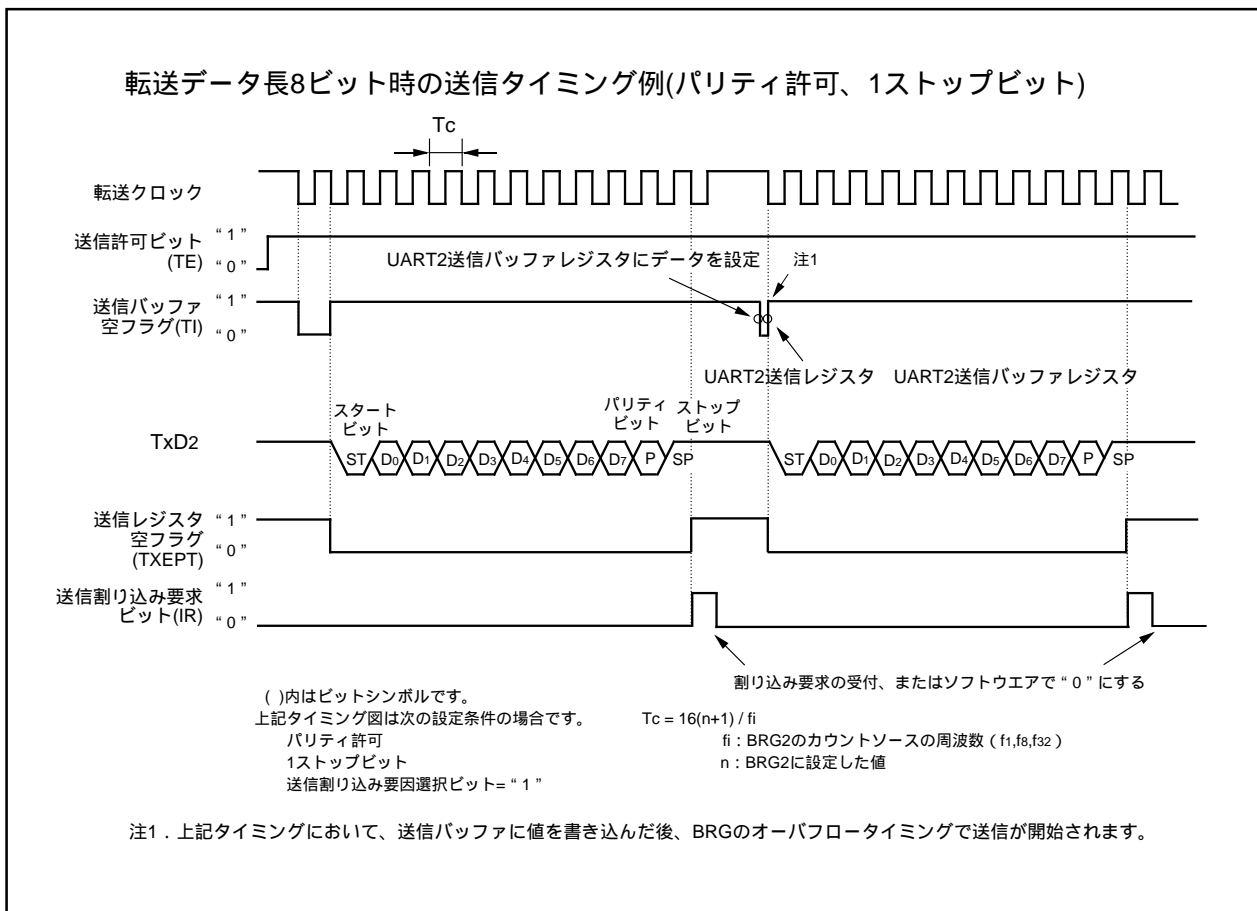 転送データ長8ビット時の送信タイミング例(パリティ許可、1ストップビット)
Tc
転送クロック
送信許可ビット
(TE)
“ 1 ”
“ 0 ”
UART2送信バッファレジスタにデータを設定
注1
送信バッファ
空フラグ(TI)
“ 1 ”
“ 0 ”
UART2送信レジスタ UART2送信バッファレジスタ
スタート
ビット
パリティ
ビット
ストップ
ビット
TxD2
ST D0 D1 D2 D3 D4 D5 D6 D7 P SP
ST D0 D1 D2 D3 D4 D5 D6 D7 P SP
送信レジスタ
空フラグ
(TXEPT)
“ 1 ”
“ 0 ”
送信割り込み要求
ビット(IR)
“ 1 ”
“ 0 ”
割り込み要求の受付、またはソフトウエアで “ 0 ” にする
( )内はビットシンボルです。
上記タイミング図は次の設定条件の場合です。
パリティ許可
1ストップビット
送信割り込み要因選択ビット= “ 1 ”
Tc = 16(n+1) / fi
fi : BRG2のカウントソースの周波数(f1,f8,f32)
n : BRG2に設定した値
注1 . 上記タイミングにおいて、送信バッファに値を書き込んだ後、BRGのオーバフロータイミングで送信が開始されます。